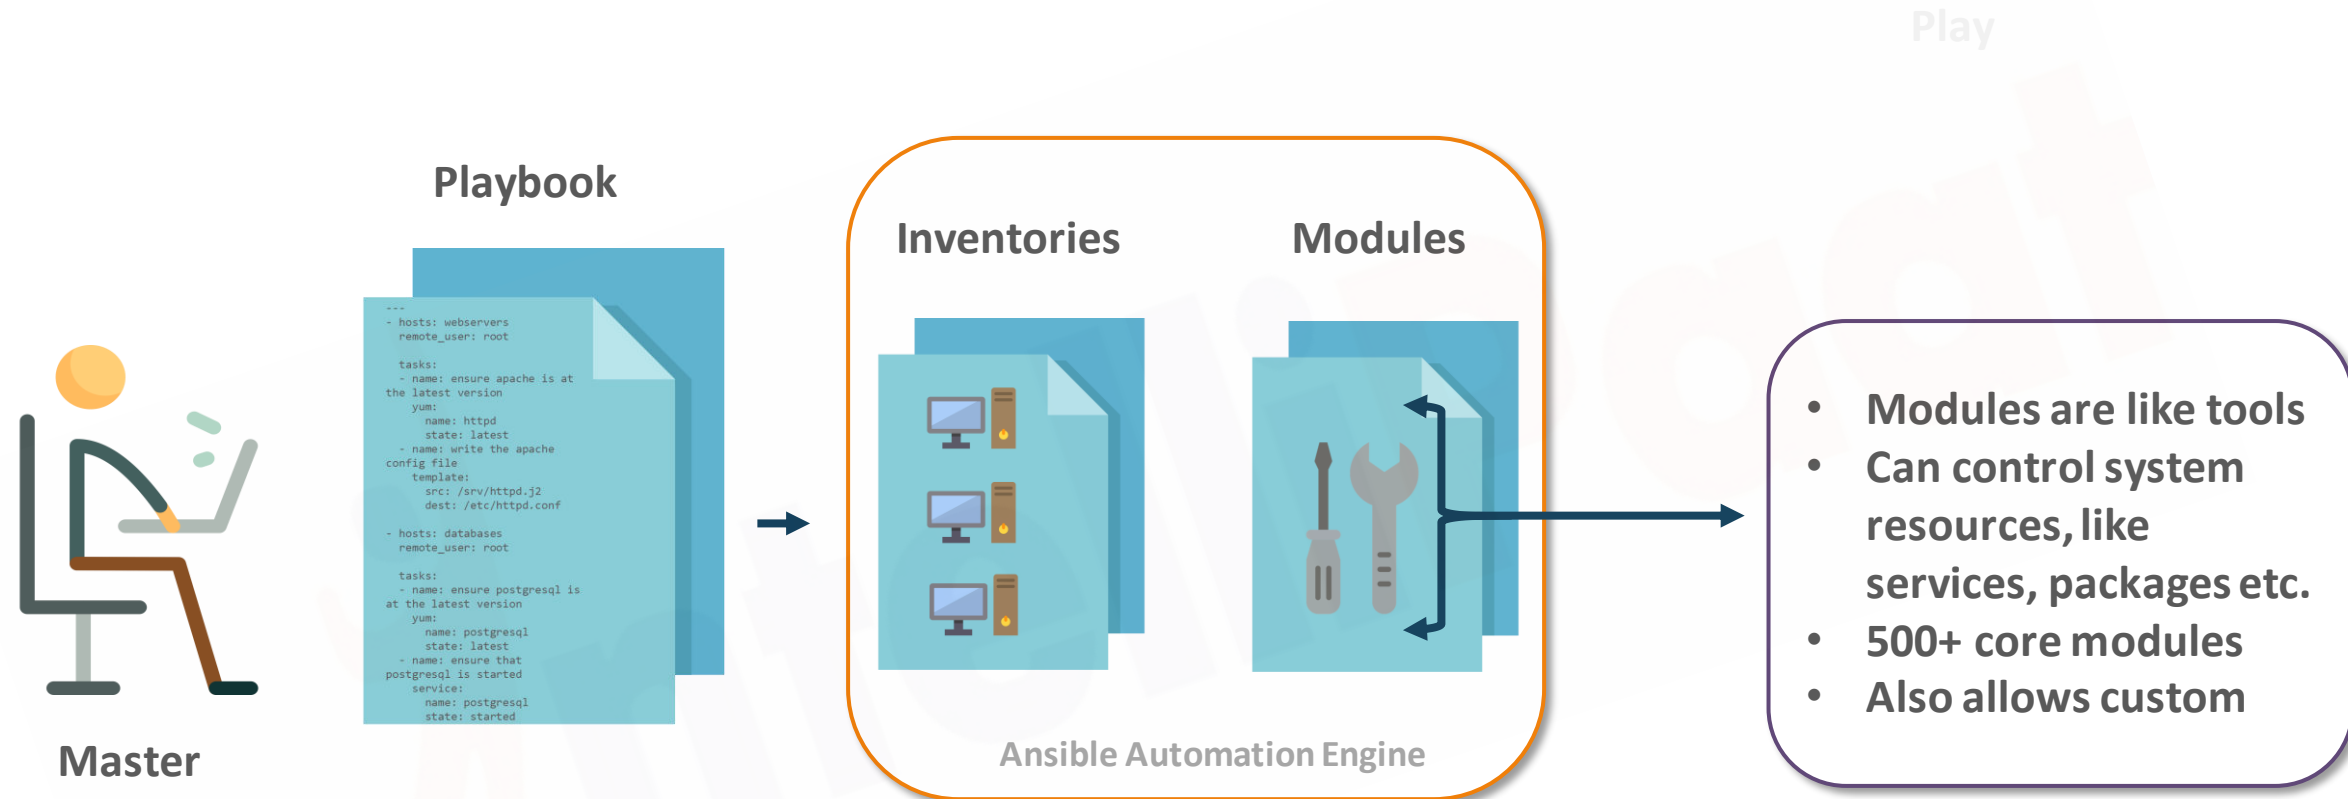 Play
Playbook
---
- hosts: webservers
  remote_user: root
  tasks:
  - name: ensure apache is at
the latest version
    yum:
      name: httpd
      state: latest
  - name: write the apache
config file
    template:
      src: /srv/httpd.j2
      dest: /etc/httpd.conf
- hosts: databases
  remote_user: root
  tasks:
  - name: ensure postgresql is
at the latest version
    yum:
      name: postgresql
      state: latest
  - name: ensure that
postgresql is started
    service:
      name: postgresql
      state: started
Master
Inventories
Modules
Ansible Automation Engine
• Modules are like tools
• Can control system
resources, like
services, packages etc.
• 500+ core modules
• Also allows custom
intelliPaat